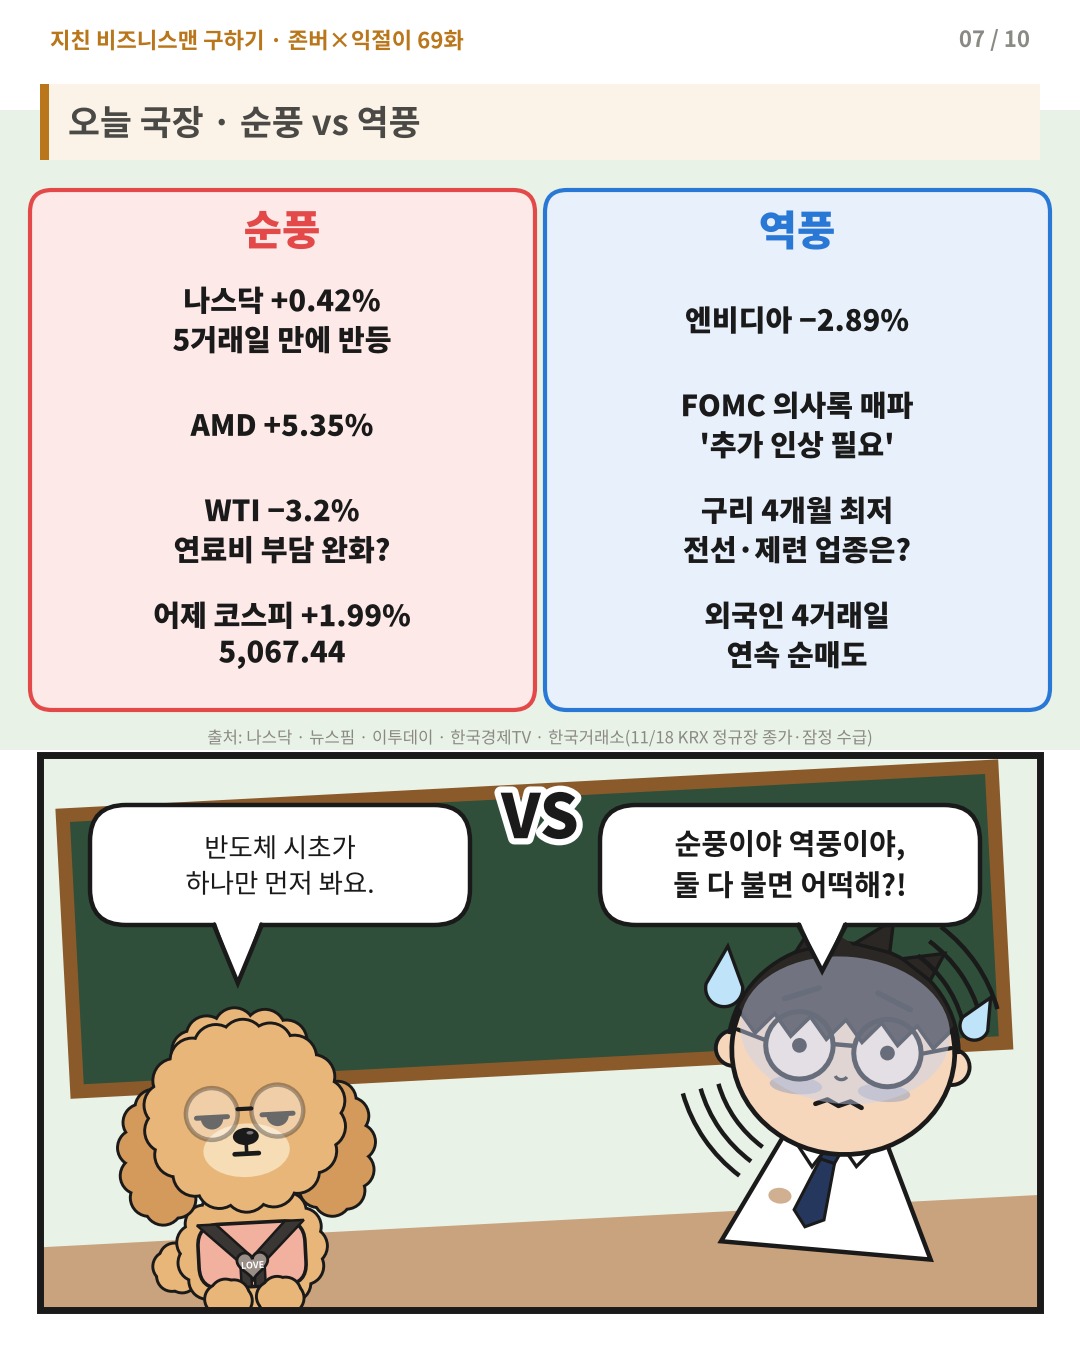 지친 비즈니스맨 구하기 · 존버×익절이 69화
07 / 10
오늘 국장 · 순풍 vs 역풍
순풍
나스닥 +0.42%
5거래일 만에 반등
AMD +5.35%
WTI −3.2%
연료비 부담 완화?
어제 코스피 +1.99%
5,067.44
역풍
엔비디아 −2.89%
FOMC 의사록 매파
'추가 인상 필요'
구리 4개월 최저
전선·제련 업종은?
외국인 4거래일
연속 순매도
출처: 나스닥 · 뉴스핌 · 이투데이 · 한국경제TV · 한국거래소(11/18 KRX 정규장 종가·잠정 수급)
VS
반도체 시초가
하나만 먼저 봐요.
순풍이야 역풍이야,
둘 다 불면 어떡해?!
LOVE